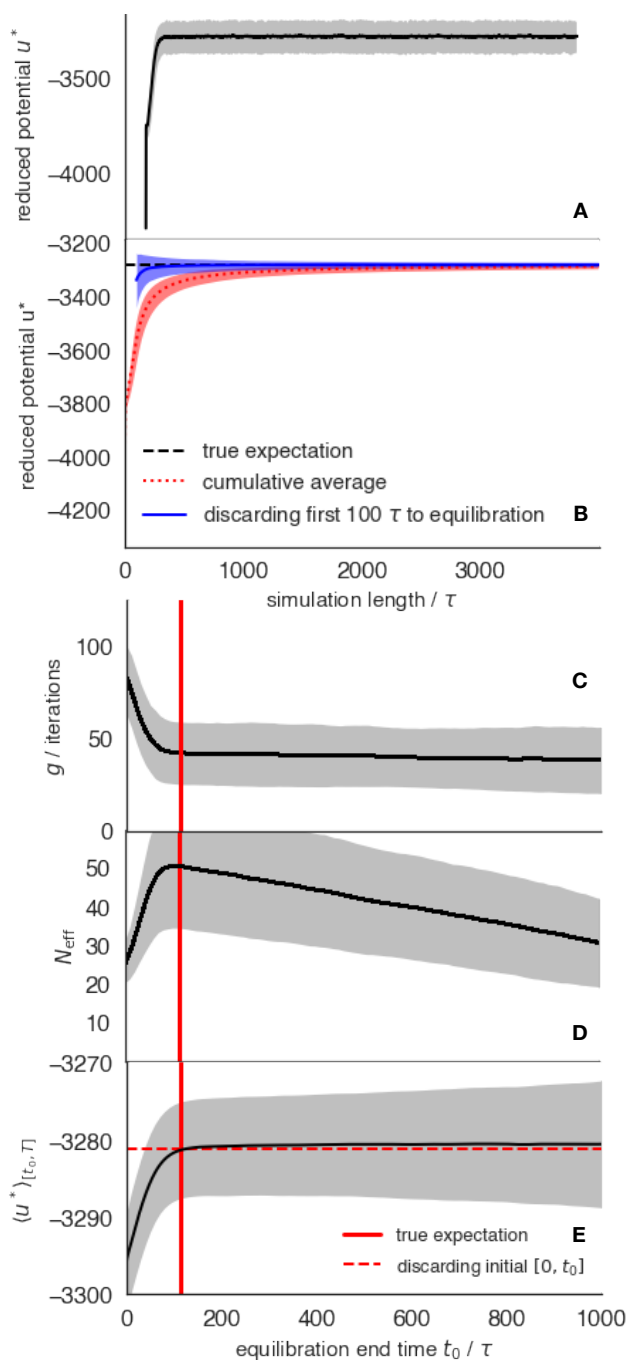 reduced potential u*
−3500
−4000
A
reduced potential u*
−3200
−3400
−3600
−3800
−4000
−4200
true expectation
cumulative average
discarding first 100 τ to equilibration
B
0 1000 2000 3000
simulation length / τ
g / iterations
100
50
0
C
N_eff
50
40
30
20
10
D
⟨u*⟩_[t₀, T]
−3270
−3280
−3290
−3300
E
true expectation
discarding initial [0, t₀]
0 200 400 600 800 1000
equilibration end time t₀ / τ